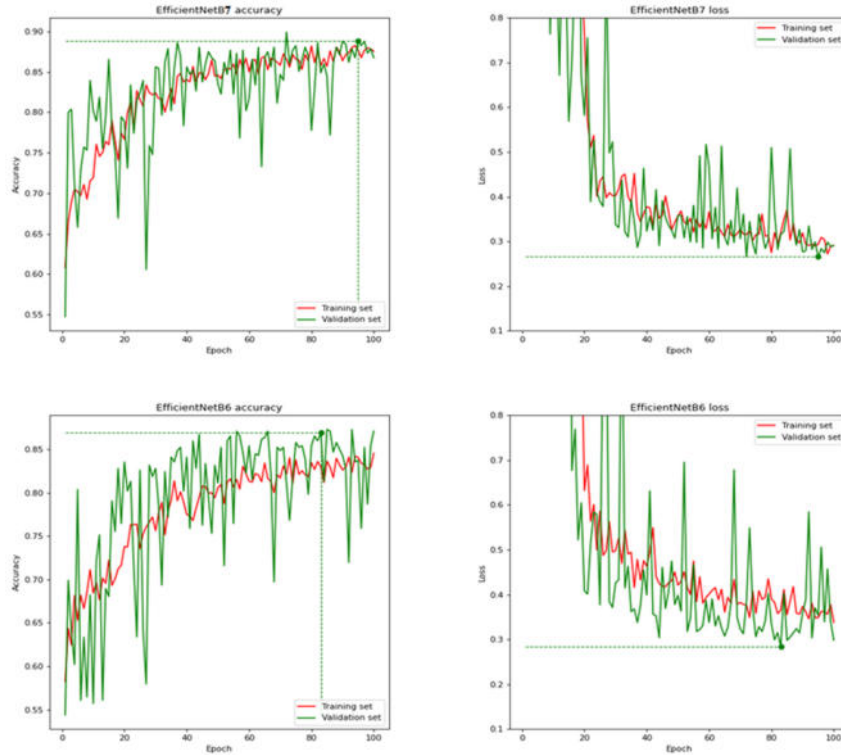 EfficientNetB7 accuracy
0.90
0.85
0.80
0.75
0.70
0.65
0.60
0.55
Accuracy
0 20 40 60 80 100
Epoch
Training set
Validation set
EfficientNetB7 loss
0.8
0.7
0.6
0.5
0.4
0.3
0.2
0.1
Loss
0 20 40 60 80 100
Epoch
Training set
Validation set
EfficientNetB6 accuracy
0.85
0.80
0.75
0.70
0.65
0.60
0.55
Accuracy
0 20 40 60 80 100
Epoch
Training set
Validation set
EfficientNetB6 loss
0.8
0.7
0.6
0.5
0.4
0.3
0.2
0.1
Loss
0 20 40 60 80 100
Epoch
Training set
Validation set